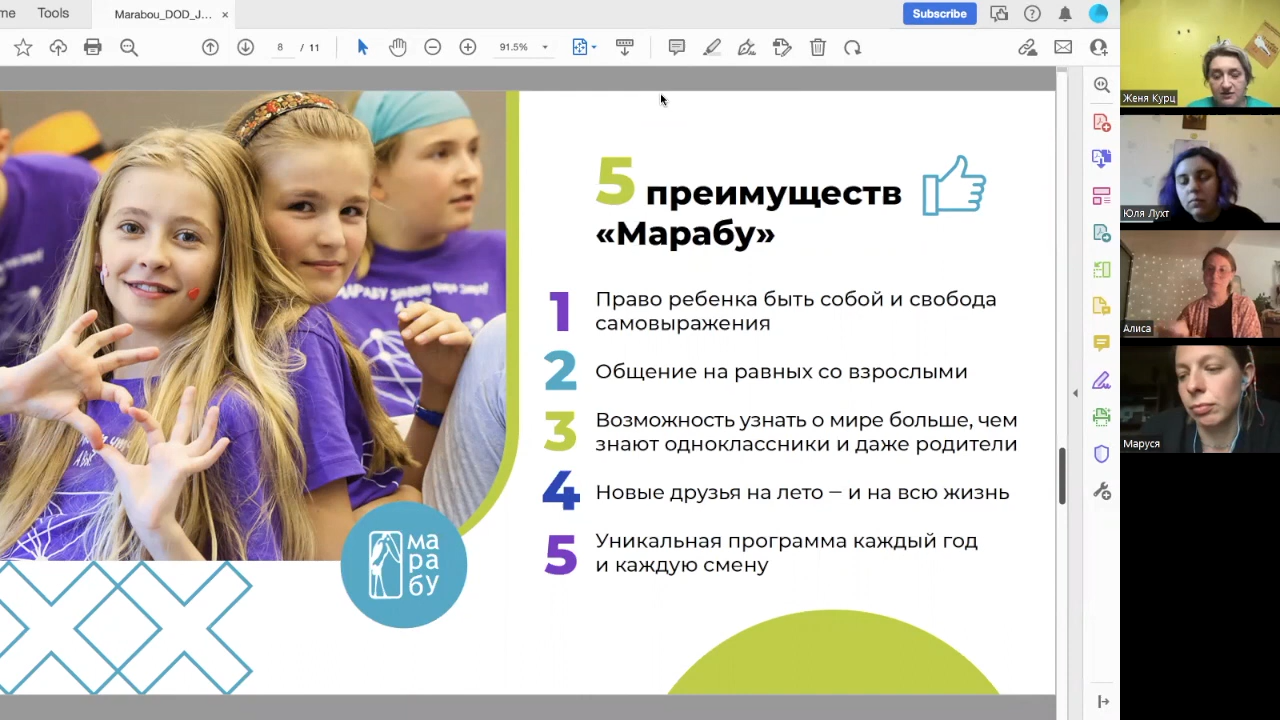 me
Tools
Marabou_DOD_J...
×
Subscribe
8 / 11
91.5%
5 преимуществ
«Марабу»
1 Право ребенка быть собой и свобода
самовыражения
2 Общение на равных со взрослыми
3 Возможность узнать о мире больше, чем
знают одноклассники и даже родители
4 Новые друзья на лето – и на всю жизнь
5 Уникальная программа каждый год
и каждую смену
ма
ра
бу
Женя Курц
Юля Лухт
Алиса
Маруся